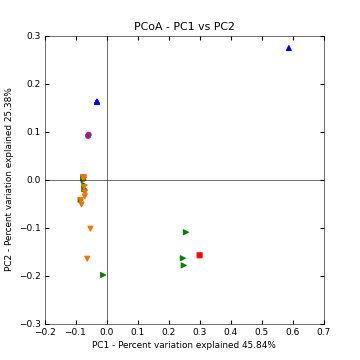 PCoA - PC1 vs PC2
0.3
0.2
0.1
0.0
−0.1
−0.2
−0.3
PC2 - Percent variation explained 25.38%
−0.2 −0.1 0.0 0.1 0.2 0.3 0.4 0.5 0.6 0.7
PC1 - Percent variation explained 45.84%